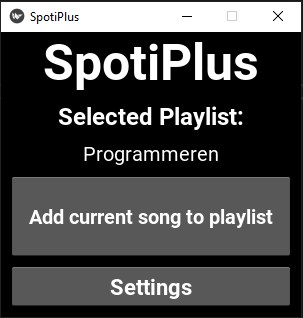 SpotiPlus
SpotiPlus
Selected Playlist:
Programmeren
Add current song to playlist
Settings